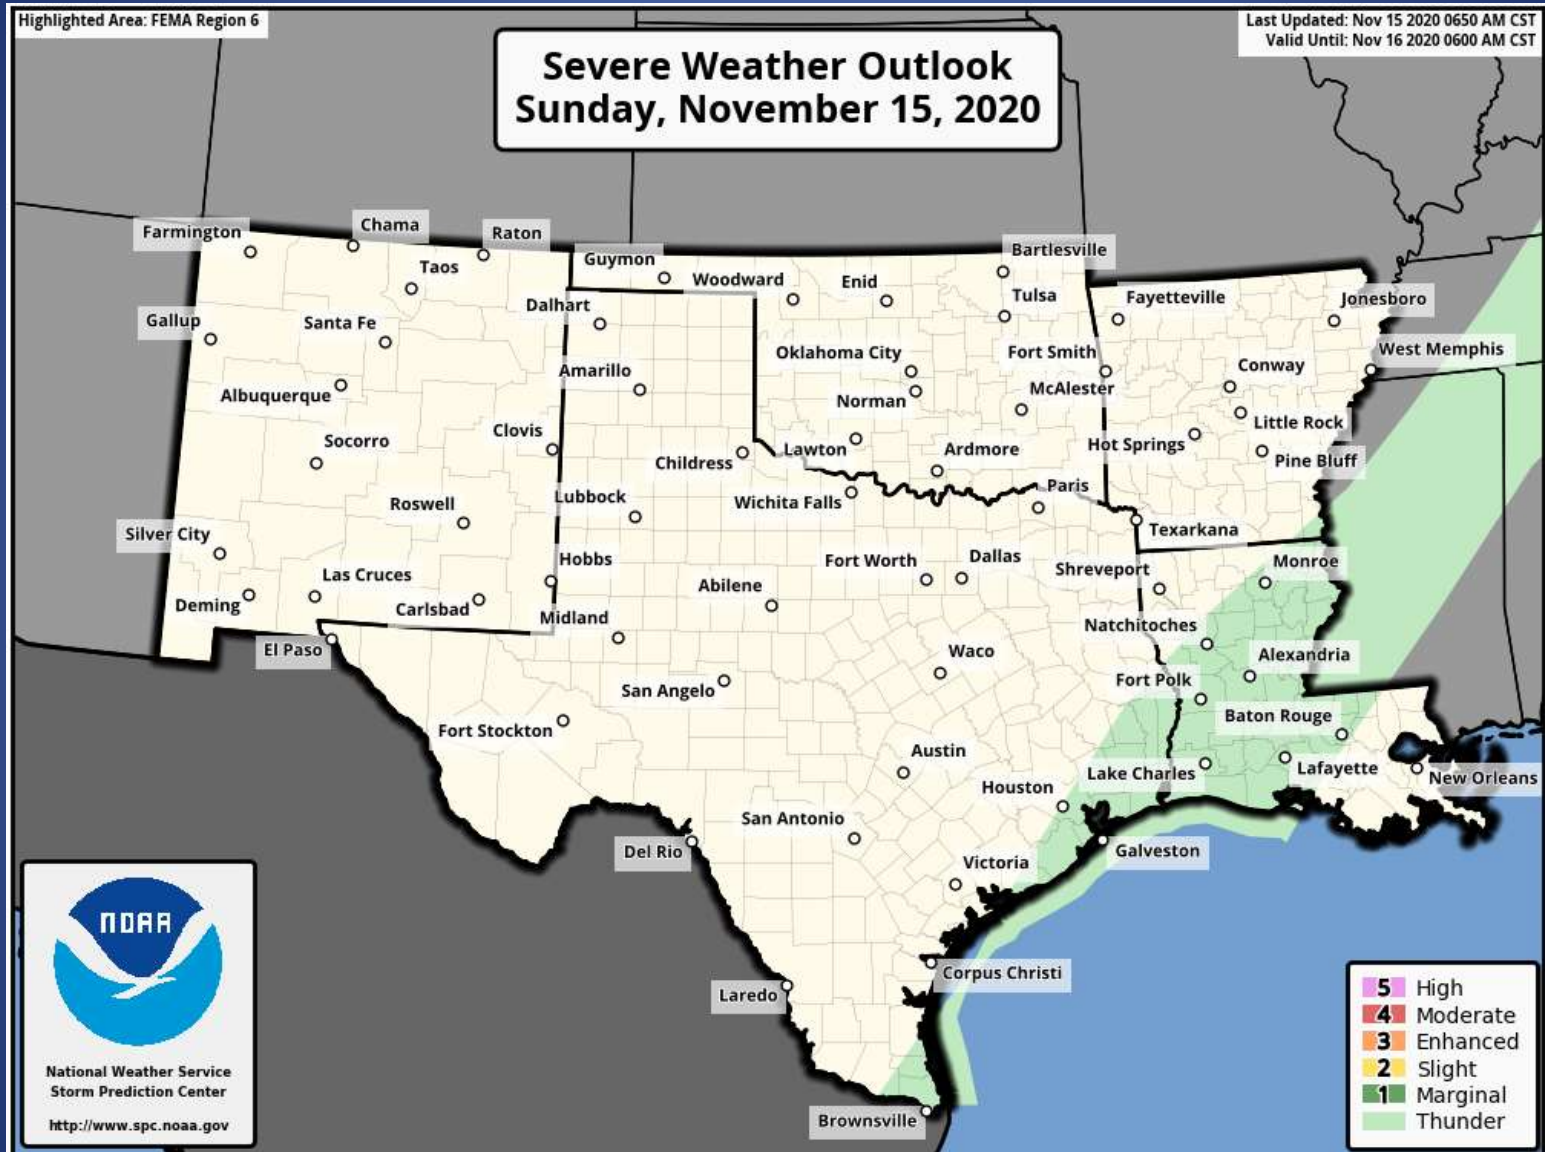 Highlighted Area: FEMA Region 6
Last Updated: Nov 15 2020 0650 AM CST
Valid Until: Nov 16 2020 0600 AM CST
Severe Weather Outlook
Sunday, November 15, 2020
Farmington
Chama
Raton
Taos
Guymon
Woodward
Enid
Bartlesville
Tulsa
Fayetteville
Jonesboro
Gallup
Santa Fe
Dalhart
Oklahoma City
Fort Smith
West Memphis
Albuquerque
Amarillo
Norman
McAlester
Conway
Little Rock
Socorro
Clovis
Childress
Lawton
Ardmore
Hot Springs
Pine Bluff
Roswell
Lubbock
Wichita Falls
Paris
Texarkana
Silver City
Hobbs
Fort Worth
Dallas
Shreveport
Monroe
Las Cruces
Deming
Carlsbad
Midland
Abilene
Natchitoches
El Paso
San Angelo
Waco
Fort Polk
Alexandria
Fort Stockton
Baton Rouge
Austin
Houston
Lake Charles
Lafayette
New Orleans
San Antonio
Del Rio
Victoria
Galveston
Laredo
Corpus Christi
Brownsville
NOAA
National Weather Service
Storm Prediction Center
http://www.spc.noaa.gov
5 High
4 Moderate
3 Enhanced
2 Slight
1 Marginal
Thunder